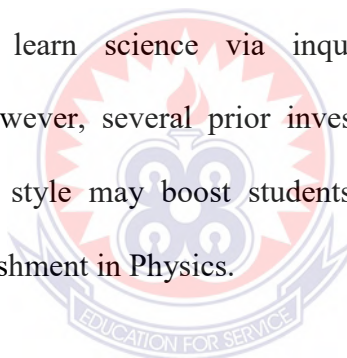 learn science via inqu
wever, several prior inves
style may boost students
shment in Physics.
EDUCATION FOR SERVICE